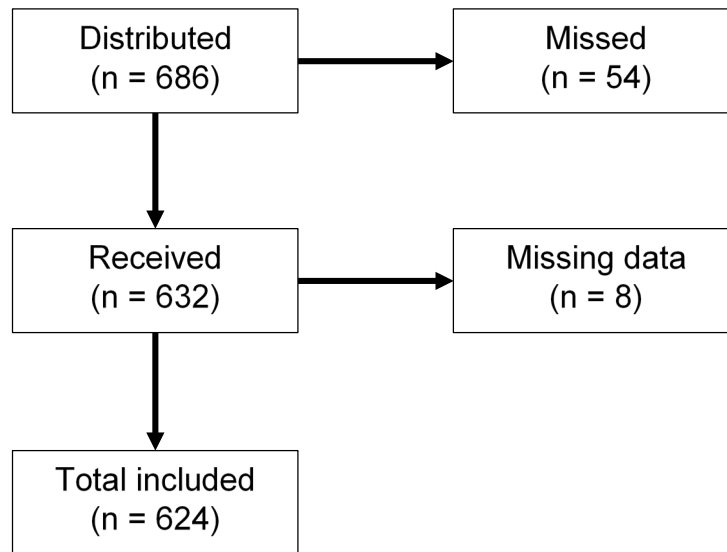 Distributed
(n = 686)
Missed
(n = 54)
Received
(n = 632)
Missing data
(n = 8)
Total included
(n = 624)